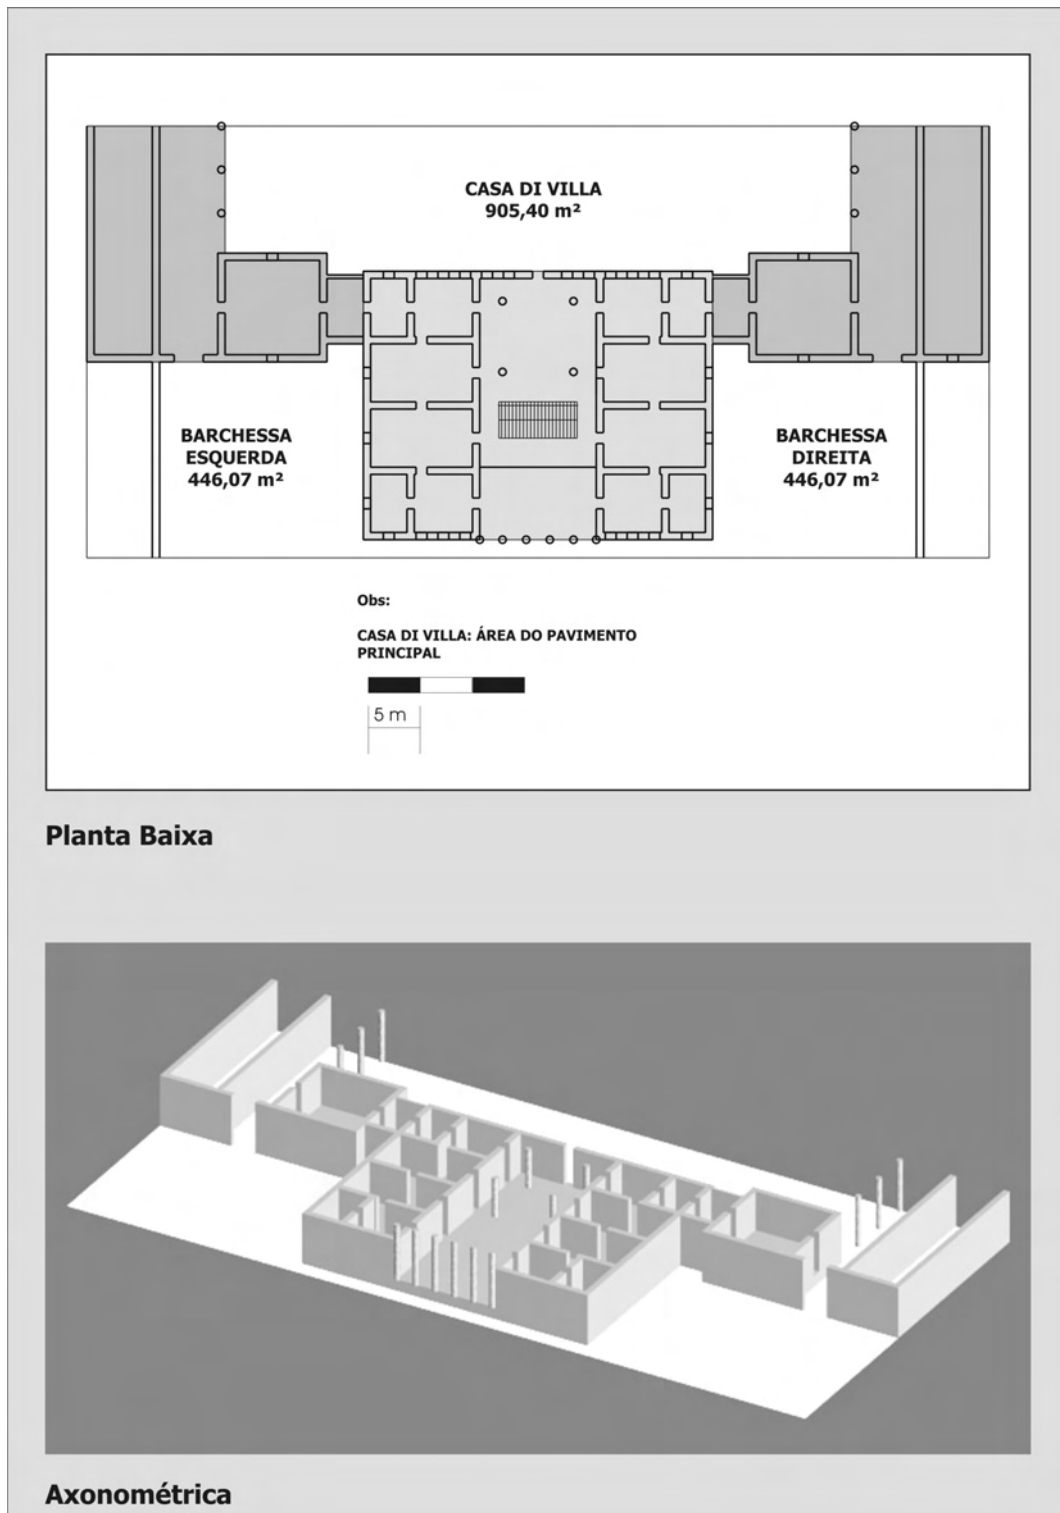 CASA DI VILLA
905,40 m²
BARCHESSA
ESQUERDA
446,07 m²
BARCHESSA
DIREITA
446,07 m²
Obs:
CASA DI VILLA: ÁREA DO PAVIMENTO
PRINCIPAL
5 m
Planta Baixa
Axonométrica